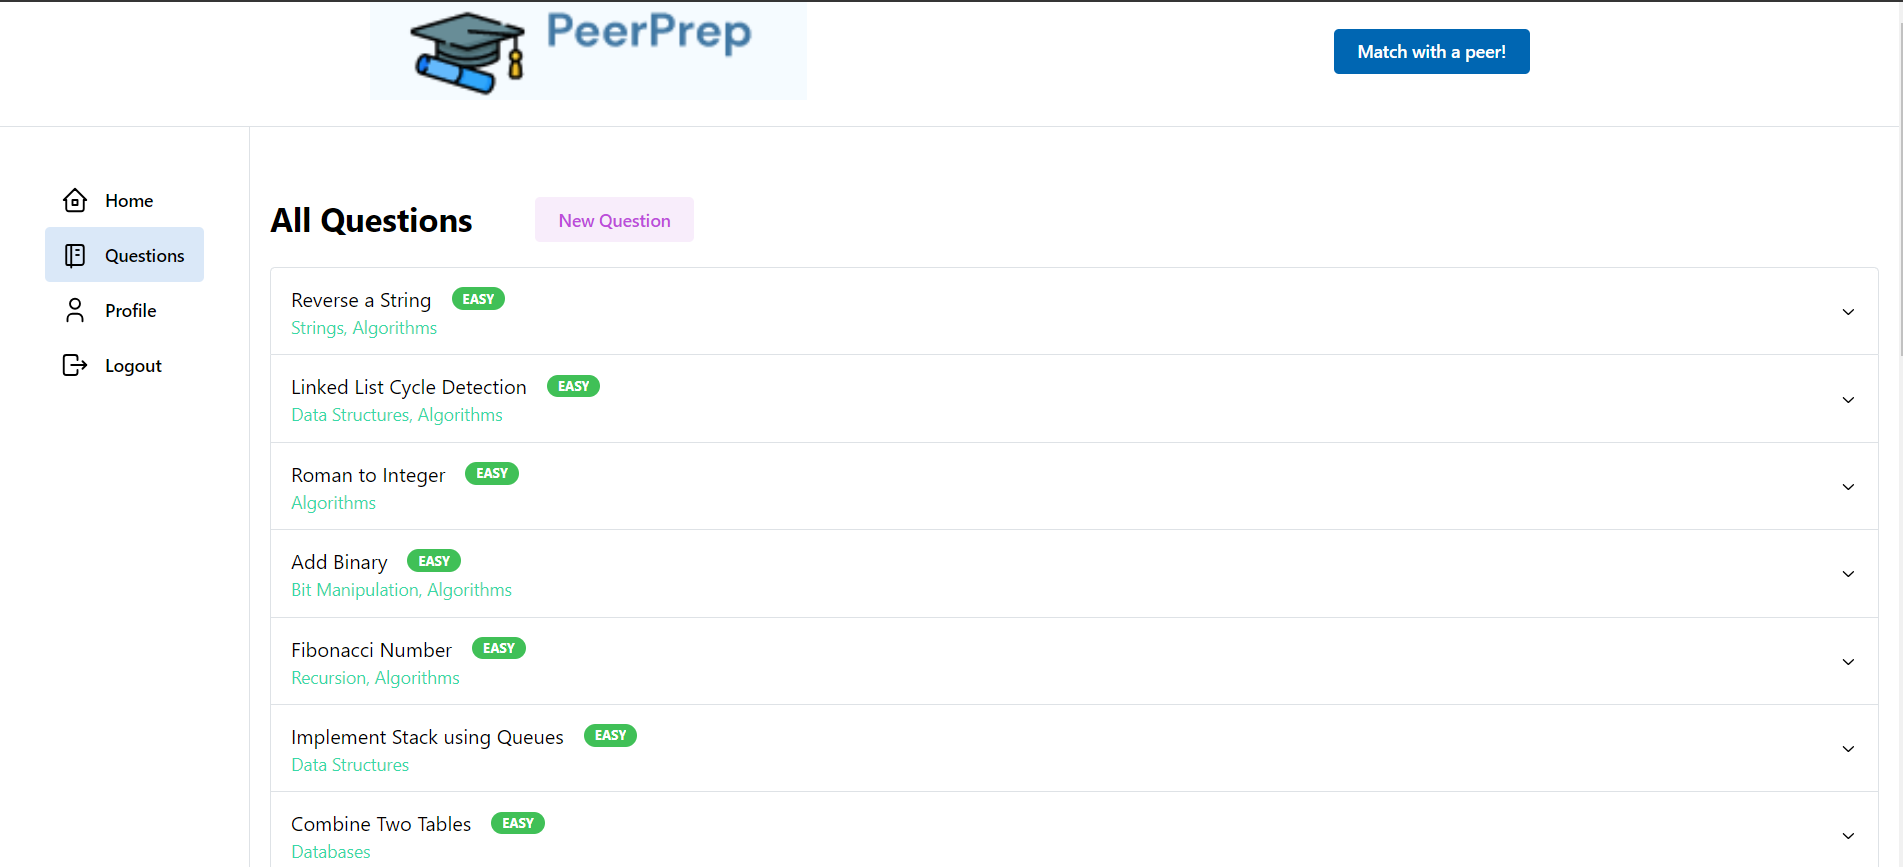 PeerPrep
Match with a peer!
Home
Questions
Profile
Logout
All Questions
New Question
Reverse a String EASY
Strings, Algorithms
Linked List Cycle Detection EASY
Data Structures, Algorithms
Roman to Integer EASY
Algorithms
Add Binary EASY
Bit Manipulation, Algorithms
Fibonacci Number EASY
Recursion, Algorithms
Implement Stack using Queues EASY
Data Structures
Combine Two Tables EASY
Databases